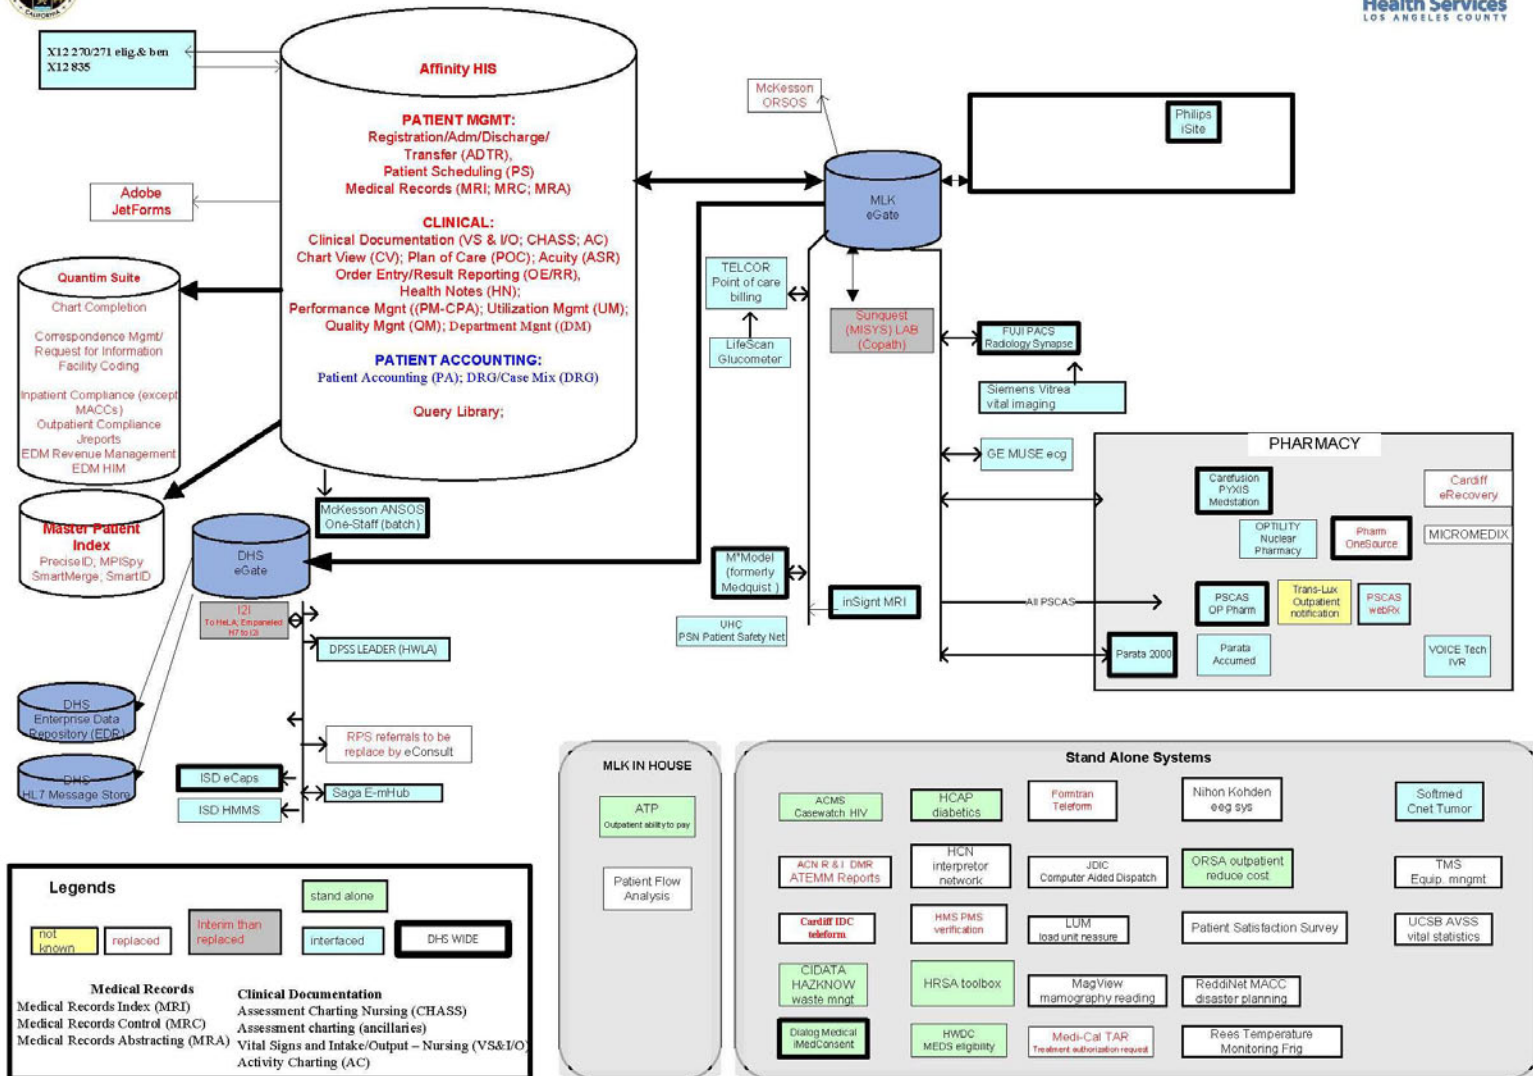 CALIFORNIA
Health Services
LOS ANGELES COUNTY
X12 270/271 elig.& ben
X12 835
Affinity HIS
PATIENT MGMT:
Registration/Adm/Discharge/
Transfer (ADTR),
Patient Scheduling (PS)
Medical Records (MRI; MRC; MRA)
CLINICAL:
Clinical Documentation (VS & I/O; CHASS; AC)
Chart View (CV); Plan of Care (POC); Acuity (ASR)
Order Entry/Result Reporting (OE/RR),
Health Notes (HN);
Performance Mgnt ((PM-CPA); Utilization Mgmt (UM);
Quality Mgnt (QM); Department Mgnt ((DM)
PATIENT ACCOUNTING:
Patient Accounting (PA); DRG/Case Mix (DRG)
Query Library;
Adobe
JetForms
Quantim Suite
Chart Completion
Correspondence Mgmt/
Request for Information
Facility Coding
Inpatient Compliance (except
MACCs)
Outpatient Compliance
Jreports
EDM Revenue Management
EDM HIM
Master Patient
Index
PreciseID, MPISpy
SmartMerge, SmartID
McKesson ANSOS
One-Staff (batch)
DHS
eGate
I2I
To HeLA; Empaneled
H7 to I2I
DPSS LEADER (HWLA)
DHS
Enterprise Data
Repository (EDR)
DHS
HL7 Message Store
RPS referrals to be
replace by eConsult
ISD eCaps
ISD HMMS
Saga E-mHub
McKesson
ORSOS
MLK
eGate
Philips
iSite
TELCOR
Point of care
billing
LifeScan
Glucometer
Sunquest
(MISYS) LAB
(Copath)
FUJI PACS
Radiology Synapse
Siemens Vitrea
vital imaging
GE MUSE ecg
M*Model
(formerly
Medquist )
inSignt MRI
UHC
PSN Patient Safety Net
All PSCAS
PHARMACY
Carefusion
PYXIS
Medstation
Cardiff
eRecovery
OPTILITY
Nuclear
Pharmacy
Pharm
OneSource
MICROMEDIX
PSCAS
OP Pharm
Trans-Lux
Outpatient
notification
PSCAS
webRx
Parata 2000
Parata
Accumed
VOICE Tech
IVR
MLK IN HOUSE
ATP
Outpatient ability to pay
Patient Flow
Analysis
Stand Alone Systems
ACMS
Casewatch HIV
HCAP
diabetics
Formtran
Teleform
Nihon Kohden
eeg sys
Softmed
Cnet Tumor
ACN R & I DMR
ATEMM Reports
HCN
interpretor
network
JDIC
Computer Aided Dispatch
ORSA outpatient
reduce cost
TMS
Equip. mngmt
Cardiff IDC
teleform
HMS PMS
verification
LUM
load unit neasure
Patient Satisfaction Survey
UCSB AVSS
vital statistics
CIDATA
HAZKNOW
waste mngt
HRSA toolbox
MagView
mamography reading
ReddiNet MACC
disaster planning
Dialog Medical
iMedConsent
HWDC
MEDS eligibility
Medi-Cal TAR
Treatment authorization request
Rees Temperature
Monitoring Frig
Legends
stand alone
not
known
replaced
Interim than
replaced
interfaced
DHS WIDE
Medical Records
Medical Records Index (MRI)
Medical Records Control (MRC)
Medical Records Abstracting (MRA)
Clinical Documentation
Assessment Charting Nursing (CHASS)
Assessment charting (ancillaries)
Vital Signs and Intake/Output – Nursing (VS&I/O)
Activity Charting (AC)